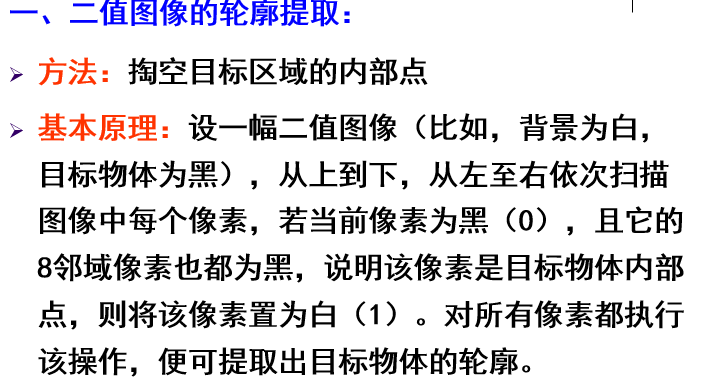 一、二值图像的轮廓提取：
方法：掏空目标区域的内部点
基本原理：设一幅二值图像（比如，背景为白，
目标物体为黑），从上到下，从左至右依次扫描
图像中每个像素，若当前像素为黑（0），且它的
8邻域像素也都为黑，说明该像素是目标物体内部
点，则将该像素置为白（1）。对所有像素都执行
该操作，便可提取出目标物体的轮廓。